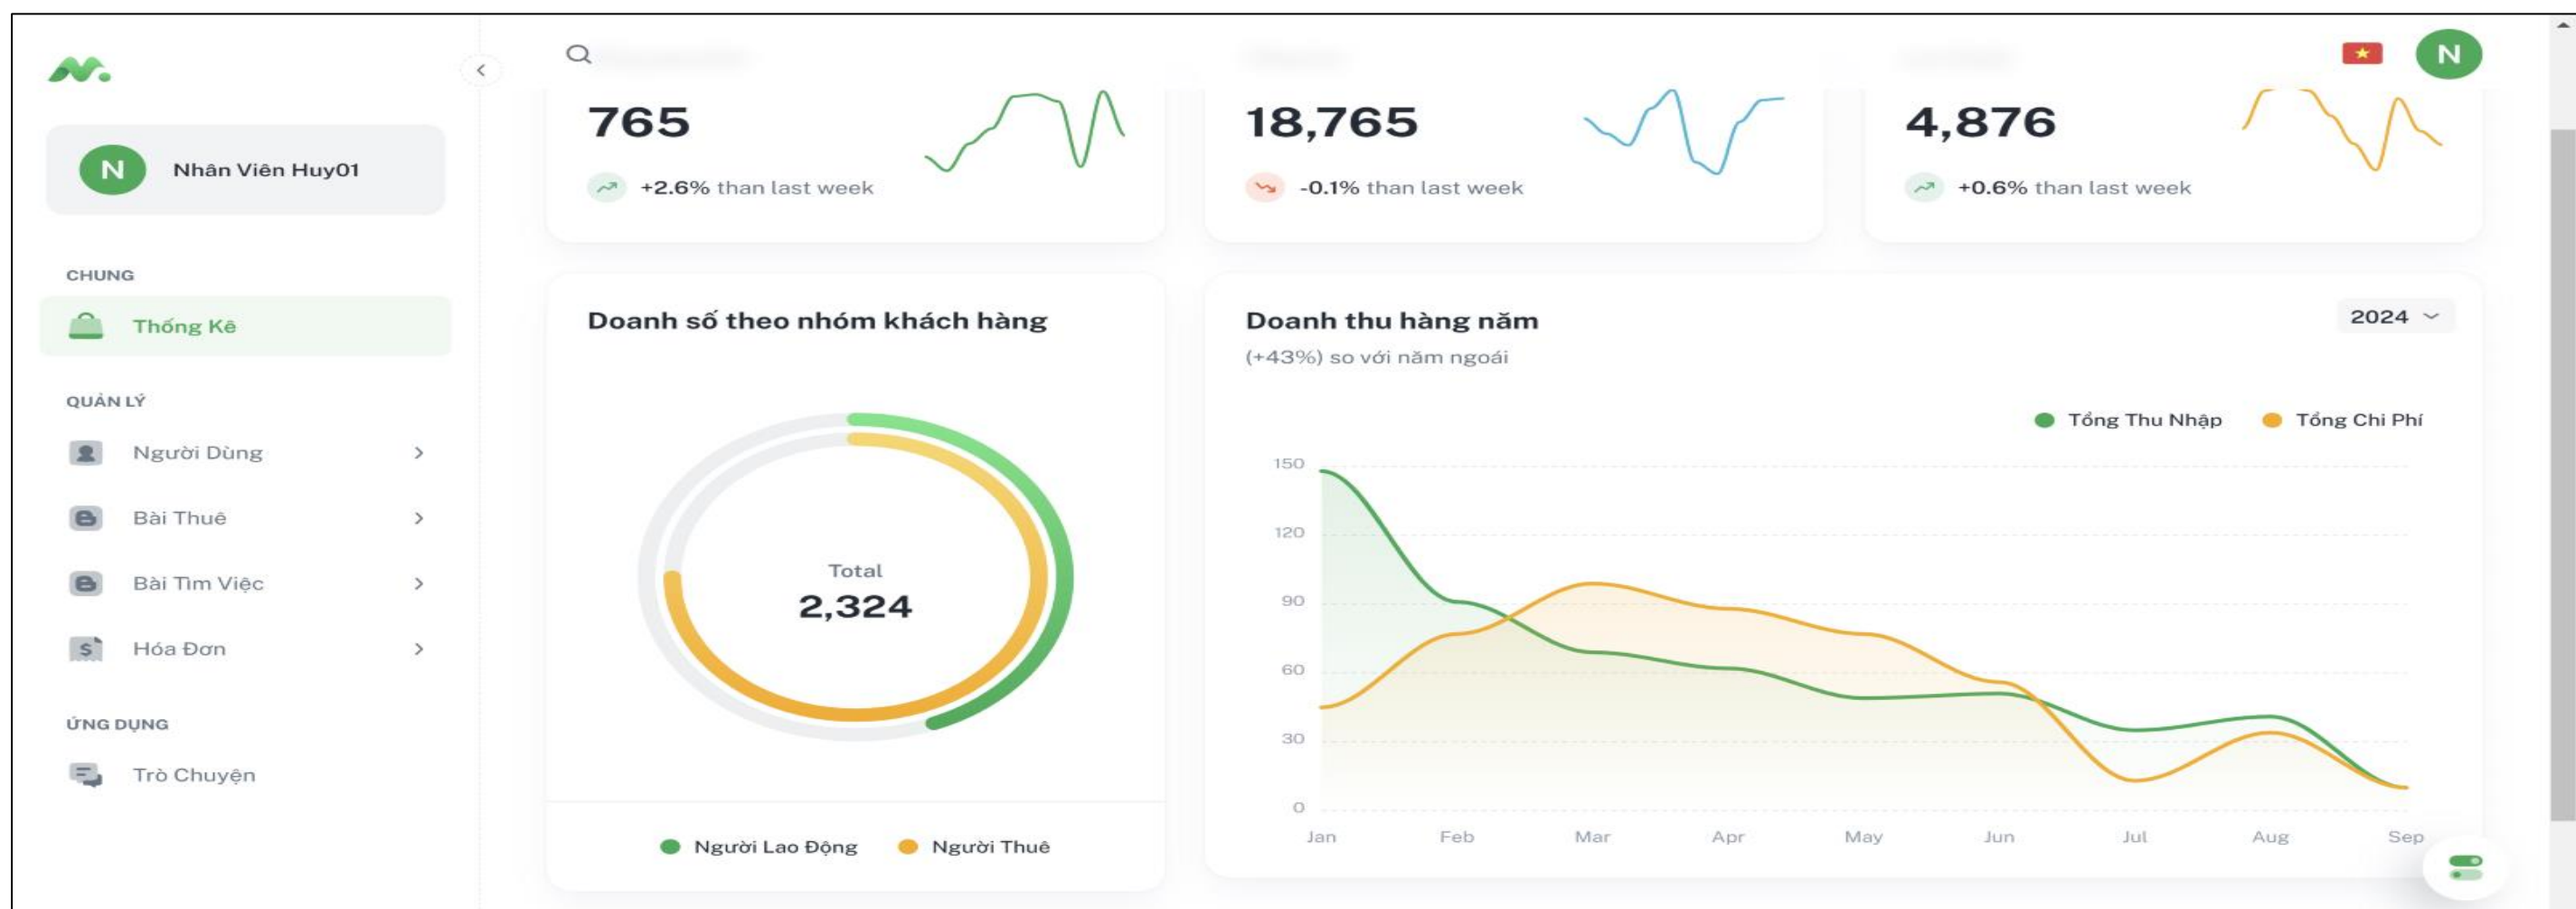 N
Nhân Viên Huy01
CHUNG
Thống Kê
QUẢN LÝ
Người Dùng
Bài Thuê
Bài Tìm Việc
Hóa Đơn
ỨNG DỤNG
Trò Chuyện
N
765
+2.6% than last week
18,765
-0.1% than last week
4,876
+0.6% than last week
Doanh số theo nhóm khách hàng
Total
2,324
Người Lao Động
Người Thuê
Doanh thu hàng năm
2024
(+43%) so với năm ngoái
Tổng Thu Nhập
Tổng Chi Phí
150
120
90
60
30
0
Jan Feb Mar Apr May Jun Jul Aug Sep